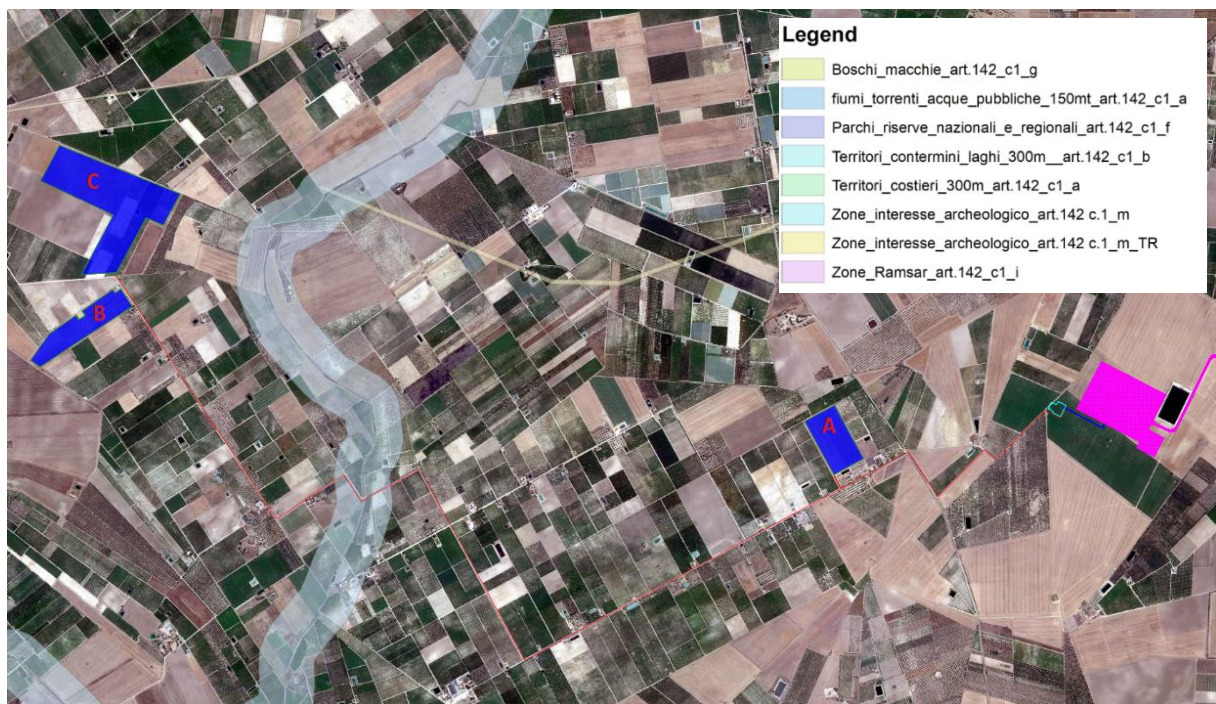 Legend
Boschi_macchie_art.142_c1_g
fiumi_torrenti_acque_pubbliche_150mt_art.142_c1_a
Parchi_riserve_nazionali_e_regionali_art.142_c1_f
Territori_contermini_laghi_300m__art.142_c1_b
Territori_costieri_300m_art.142_c1_a
Zone_interesse_archeologico_art.142 c.1_m
Zone_interesse_archeologico_art.142 c.1_m_TR
Zone_Ramsar_art.142_c1_i
C
B
A